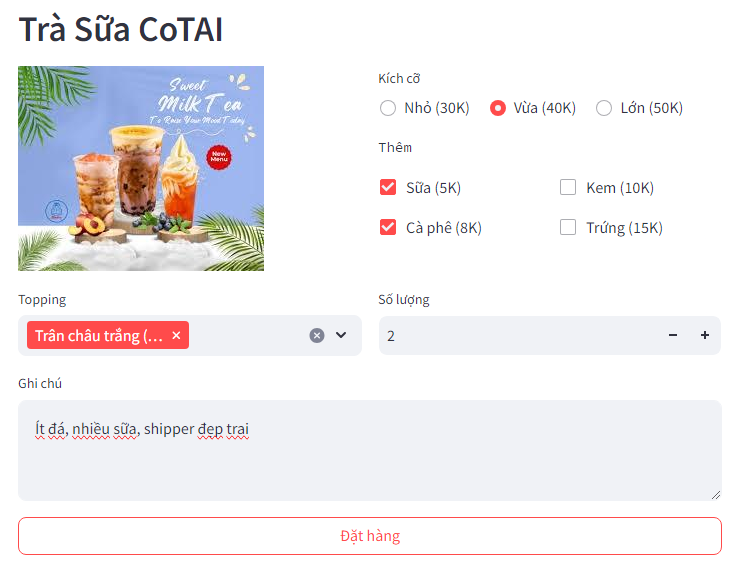 Trà Sữa CoTAI
Sweet
Milk Tea
To Raise Your Mood Today
New
Menu
Kích cỡ
Nhỏ (30K) Vừa (40K) Lớn (50K)
Thêm
Sữa (5K) Kem (10K)
Cà phê (8K) Trứng (15K)
Topping
Trân châu trắng (...
Số lượng
2
Ghi chú
Ít đá, nhiều sữa, shipper đẹp trai
Đặt hàng